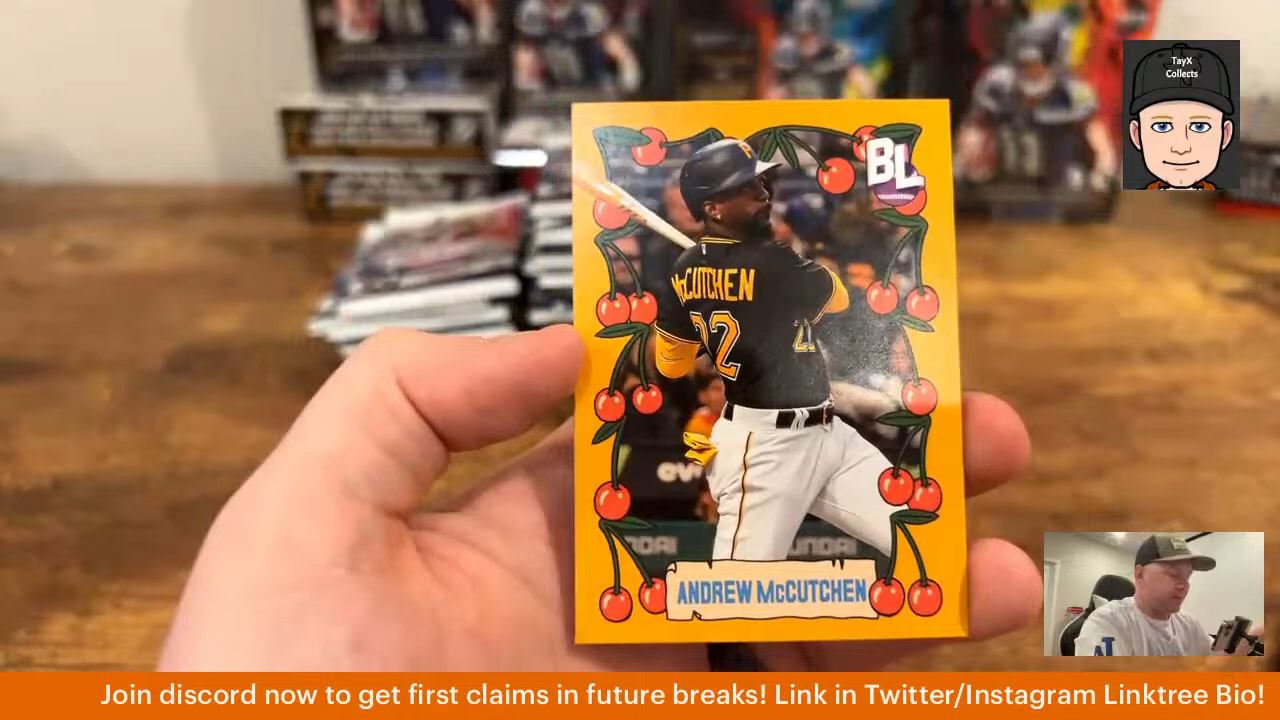 TayX
Collects
BL
McCUTCHEN
22
21
ANDREW McCUTCHEN
Join discord now to get first claims in future breaks! Link in Twitter/Instagram Linktree Bio!